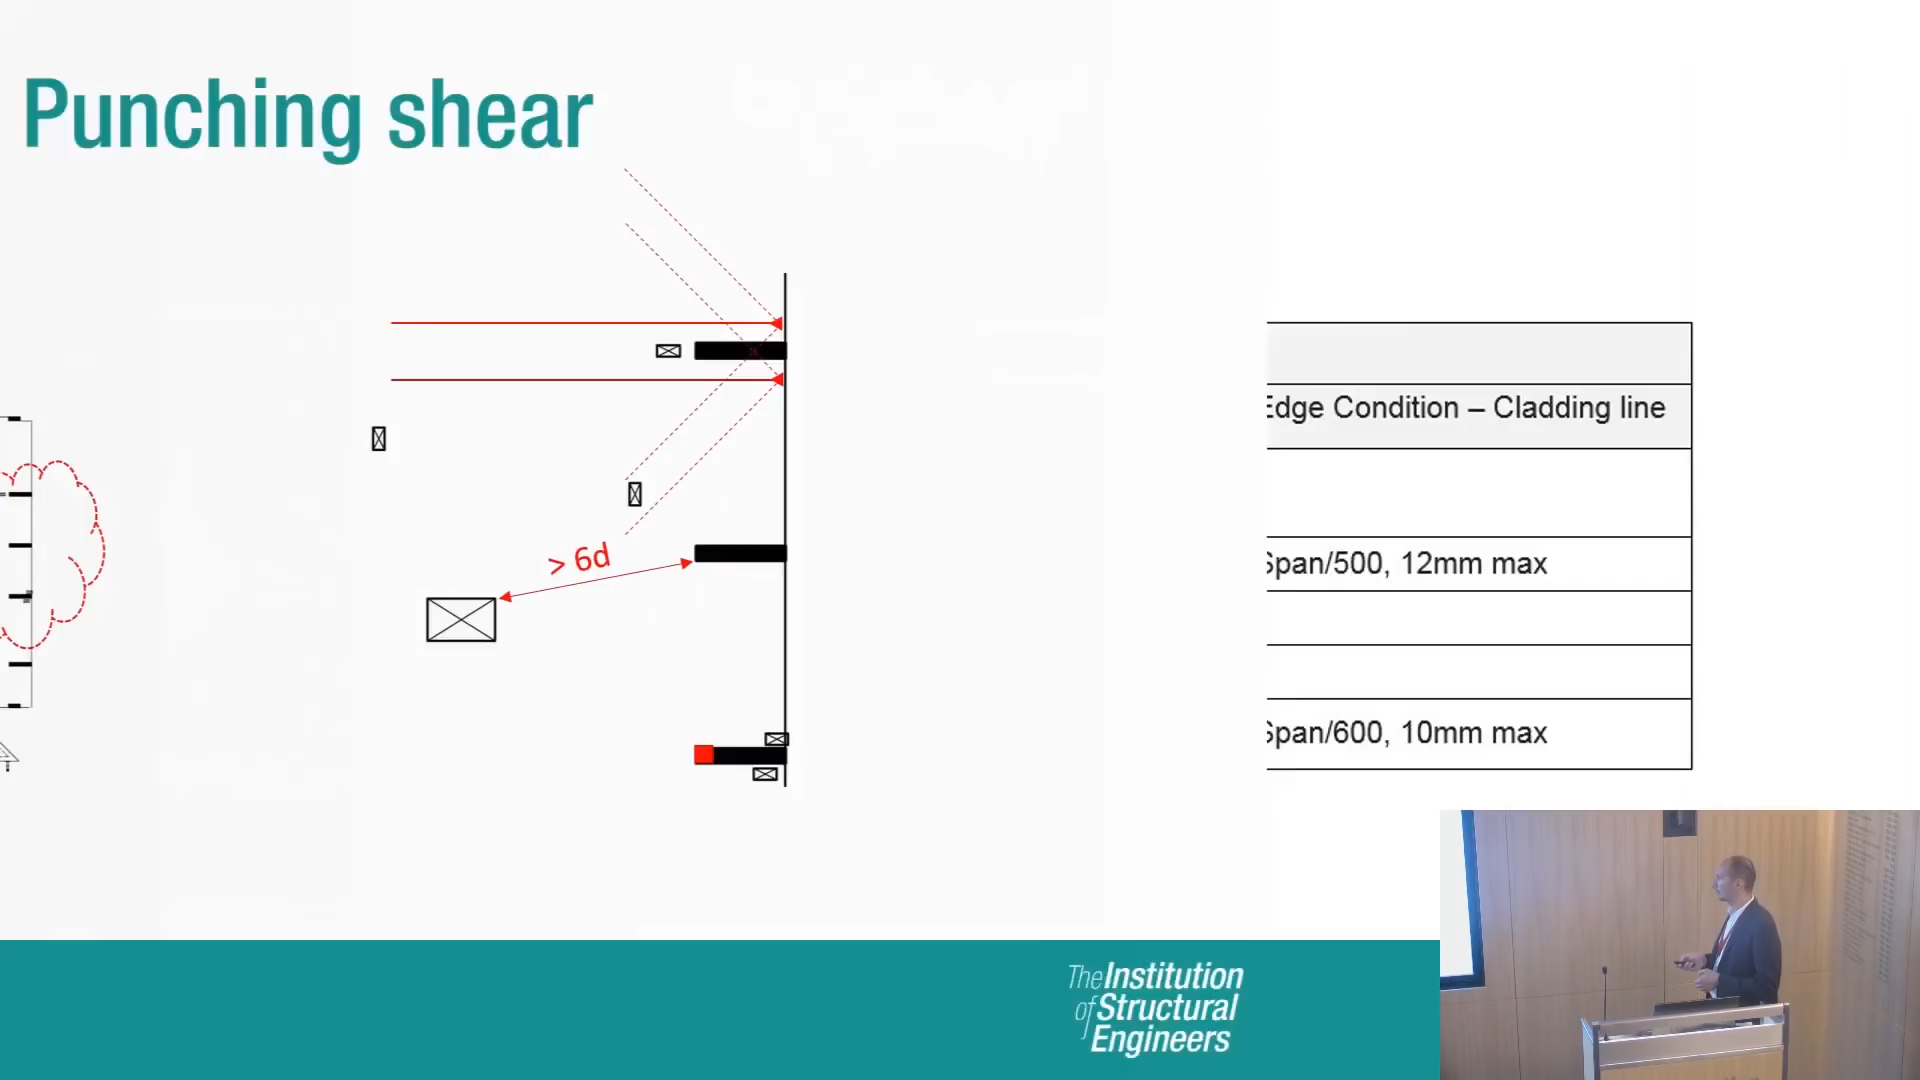 Punching shear
> 6d
Edge Condition – Cladding line
Span/500, 12mm max
Span/600, 10mm max
The Institution
of Structural
Engineers